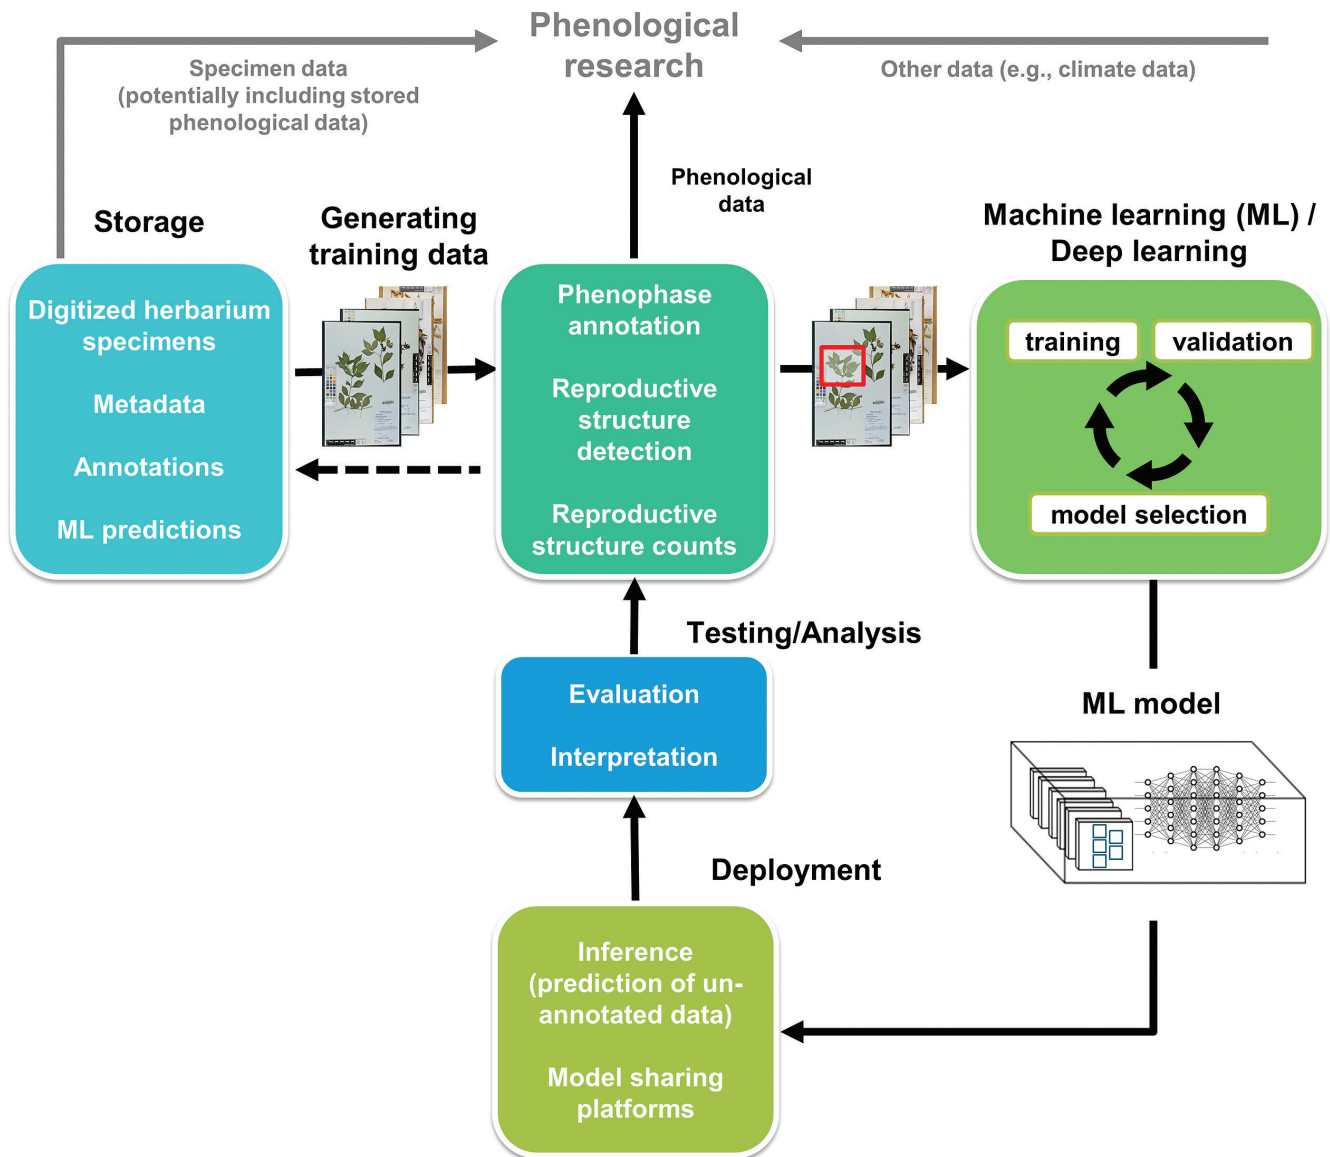 Phenological
research
Specimen data
(potentially including stored
phenological data)
Other data (e.g., climate data)
Phenological
data
Storage
Generating
training data
Machine learning (ML) /
Deep learning
Digitized herbarium
specimens
Metadata
Annotations
ML predictions
Phenophase
annotation
Reproductive
structure
detection
Reproductive
structure counts
training
validation
model selection
Testing/Analysis
Evaluation
Interpretation
ML model
Deployment
Inference
(prediction of un-
annotated data)
Model sharing
platforms